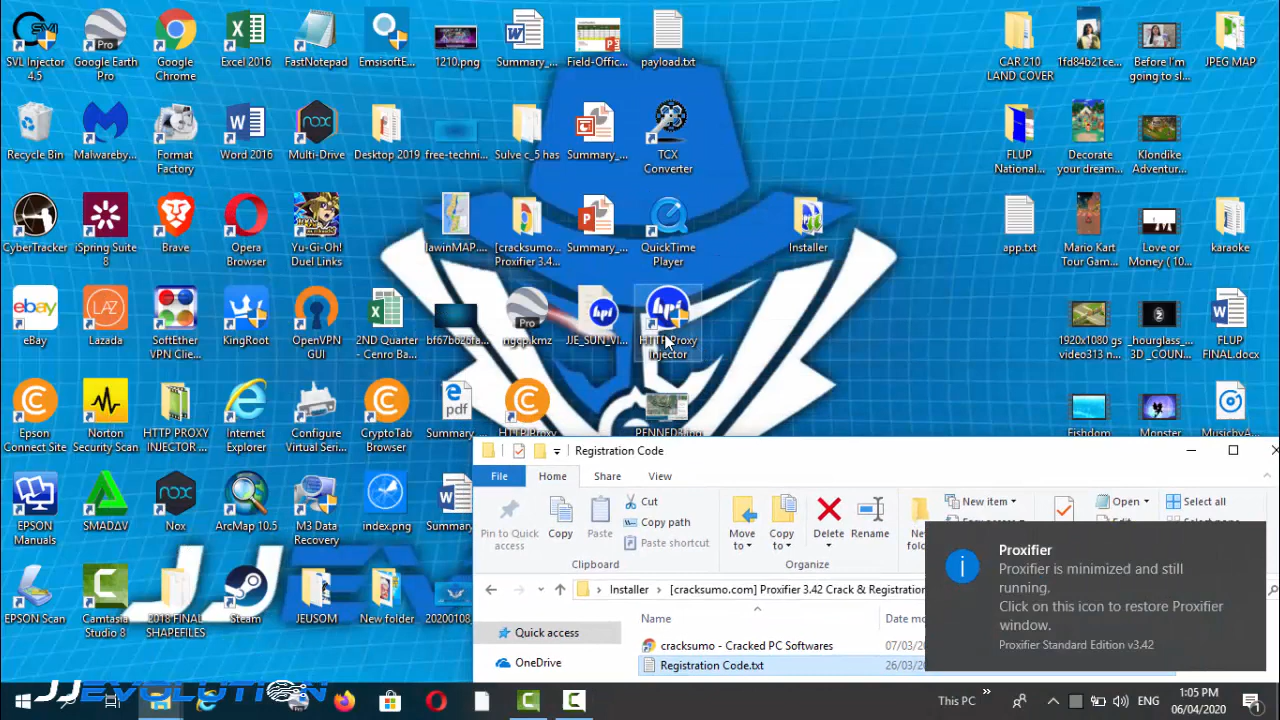 SVL Injector
4.5
Google Earth
Pro
Google
Chrome
Excel 2016
FastNotepad
EmsisoftE...
1210.png
Summary_...
Field-Offic...
payload.txt
CAR 210
LAND COVER
1fd84b21ce...
Before I'm
going to sl...
JPEG MAP
Recycle Bin
Malwareby...
Format
Factory
Word 2016
Multi-Drive
Desktop 2019
free-techni...
Sulve c_5 has
Summary_...
TCX
Converter
FLUP
National...
Decorate
your dream...
Klondike
Adventur...
CyberTracker
iSpring Suite
8
Brave
Opera
Browser
Yu-Gi-Oh!
Duel Links
lawinMAP....
[cracksumo...
Proxifier 3.4...
Summary_...
QuickTime
Player
Installer
app.txt
Mario Kart
Tour Gam...
Love or
Money ( 10...
karaoke
eBay
Lazada
SoftEther
VPN Clie...
KingRoot
OpenVPN
GUI
2ND Quarter
- Cenro Ba...
ngcp.kmz
JJE_SUN_VI...
HTTP Proxy
Injector
1920x1080 gs
video313 n...
_hourglass_...
3D_COUN...
FLUP
FINAL.docx
Epson
Connect Site
Norton
Security Scan
HTTP PROXY
INJECTOR ...
Internet
Explorer
Configure
Virtual Seri...
CryptoTab
Browser
Summary_...
HTTP Proxy
Fishdom
Monster
MusicbyA...
EPSON
Manuals
SMADAV
Nox
ArcMap 10.5
M3 Data
Recovery
index.png
Summary
EPSON Scan
Camtasia
Studio 8
2018 FINAL
SHAPEFILES
Steam
JEUSOM
New folder
20200108
Registration Code
File
Home
Share
View
Pin to Quick
access
Copy
Paste
Cut
Copy path
Paste shortcut
Move
to
Copy
to
Delete
Rename
New item
Open
Select all
Clipboard
Organize
Installer > [cracksumo.com] Proxifier 3.42 Crack & Registration
Name
Date mo
Quick access
OneDrive
cracksumo - Cracked PC Softwares
07/03/
Registration Code.txt
26/03/
Proxifier
Proxifier is minimized and still
running.
Click on this icon to restore Proxifier
window.
Proxifier Standard Edition v3.42
JJEVOLUTION
This PC
ENG
1:05 PM
06/04/2020